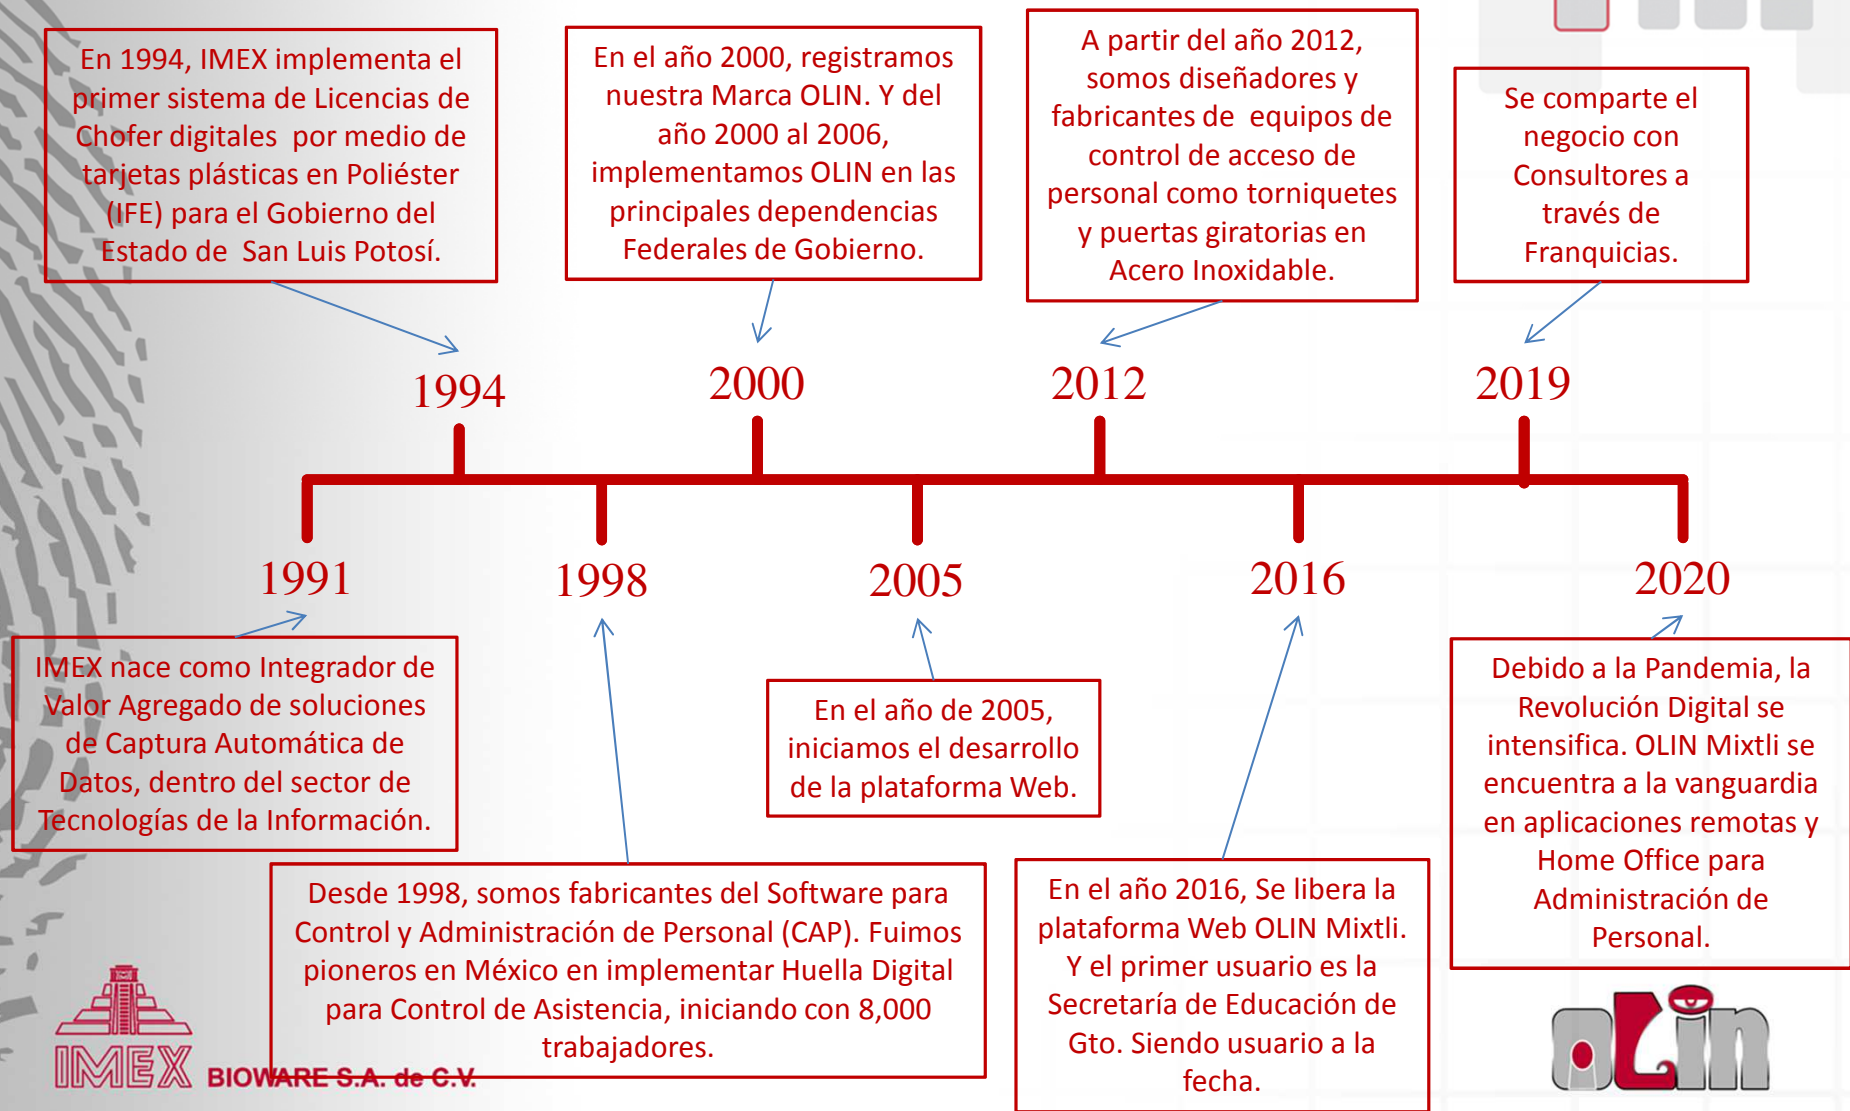 En 1994, IMEX implementa el
primer sistema de Licencias de
Chofer digitales por medio de
tarjetas plásticas en Poliéster
(IFE) para el Gobierno del
Estado de San Luis Potosí.
En el año 2000, registramos
nuestra Marca OLIN. Y del
año 2000 al 2006,
implementamos OLIN en las
principales dependencias
Federales de Gobierno.
A partir del año 2012,
somos diseñadores y
fabricantes de equipos de
control de acceso de
personal como torniquetes
y puertas giratorias en
Acero Inoxidable.
Se comparte el
negocio con
Consultores a
través de
Franquicias.
1994
2000
2012
2019
1991
1998
2005
2016
2020
IMEX nace como Integrador de
Valor Agregado de soluciones
de Captura Automática de
Datos, dentro del sector de
Tecnologías de la Información.
Desde 1998, somos fabricantes del Software para
Control y Administración de Personal (CAP). Fuimos
pioneros en México en implementar Huella Digital
para Control de Asistencia, iniciando con 8,000
trabajadores.
En el año de 2005,
iniciamos el desarrollo
de la plataforma Web.
En el año 2016, Se libera la
plataforma Web OLIN Mixtli.
Y el primer usuario es la
Secretaría de Educación de
Gto. Siendo usuario a la
fecha.
Debido a la Pandemia, la
Revolución Digital se
intensifica. OLIN Mixtli se
encuentra a la vanguardia
en aplicaciones remotas y
Home Office para
Administración de
Personal.
IMEX BIOWARE S.A. de C.V.
oLin